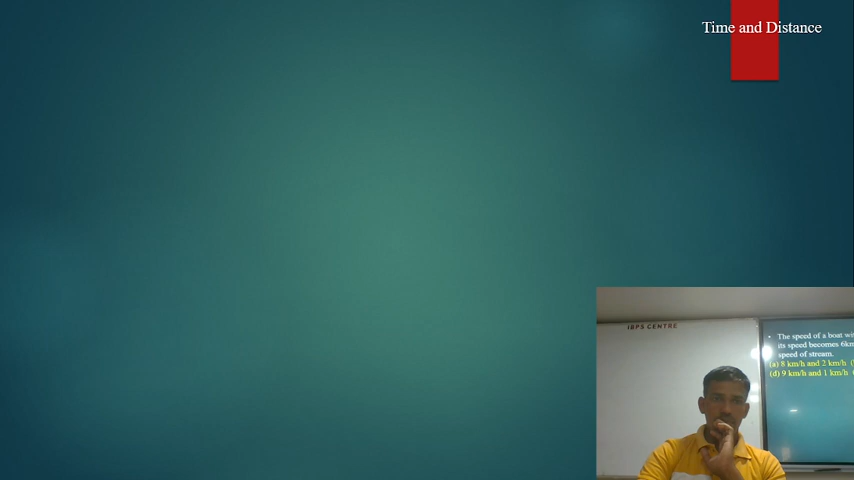 Time and Distance
IBPS CENTRE
• The speed of a boat wi
its speed becomes 6km
speed of stream.
(a) 8 km/h and 2 km/h (
(d) 9 km/h and 1 km/h